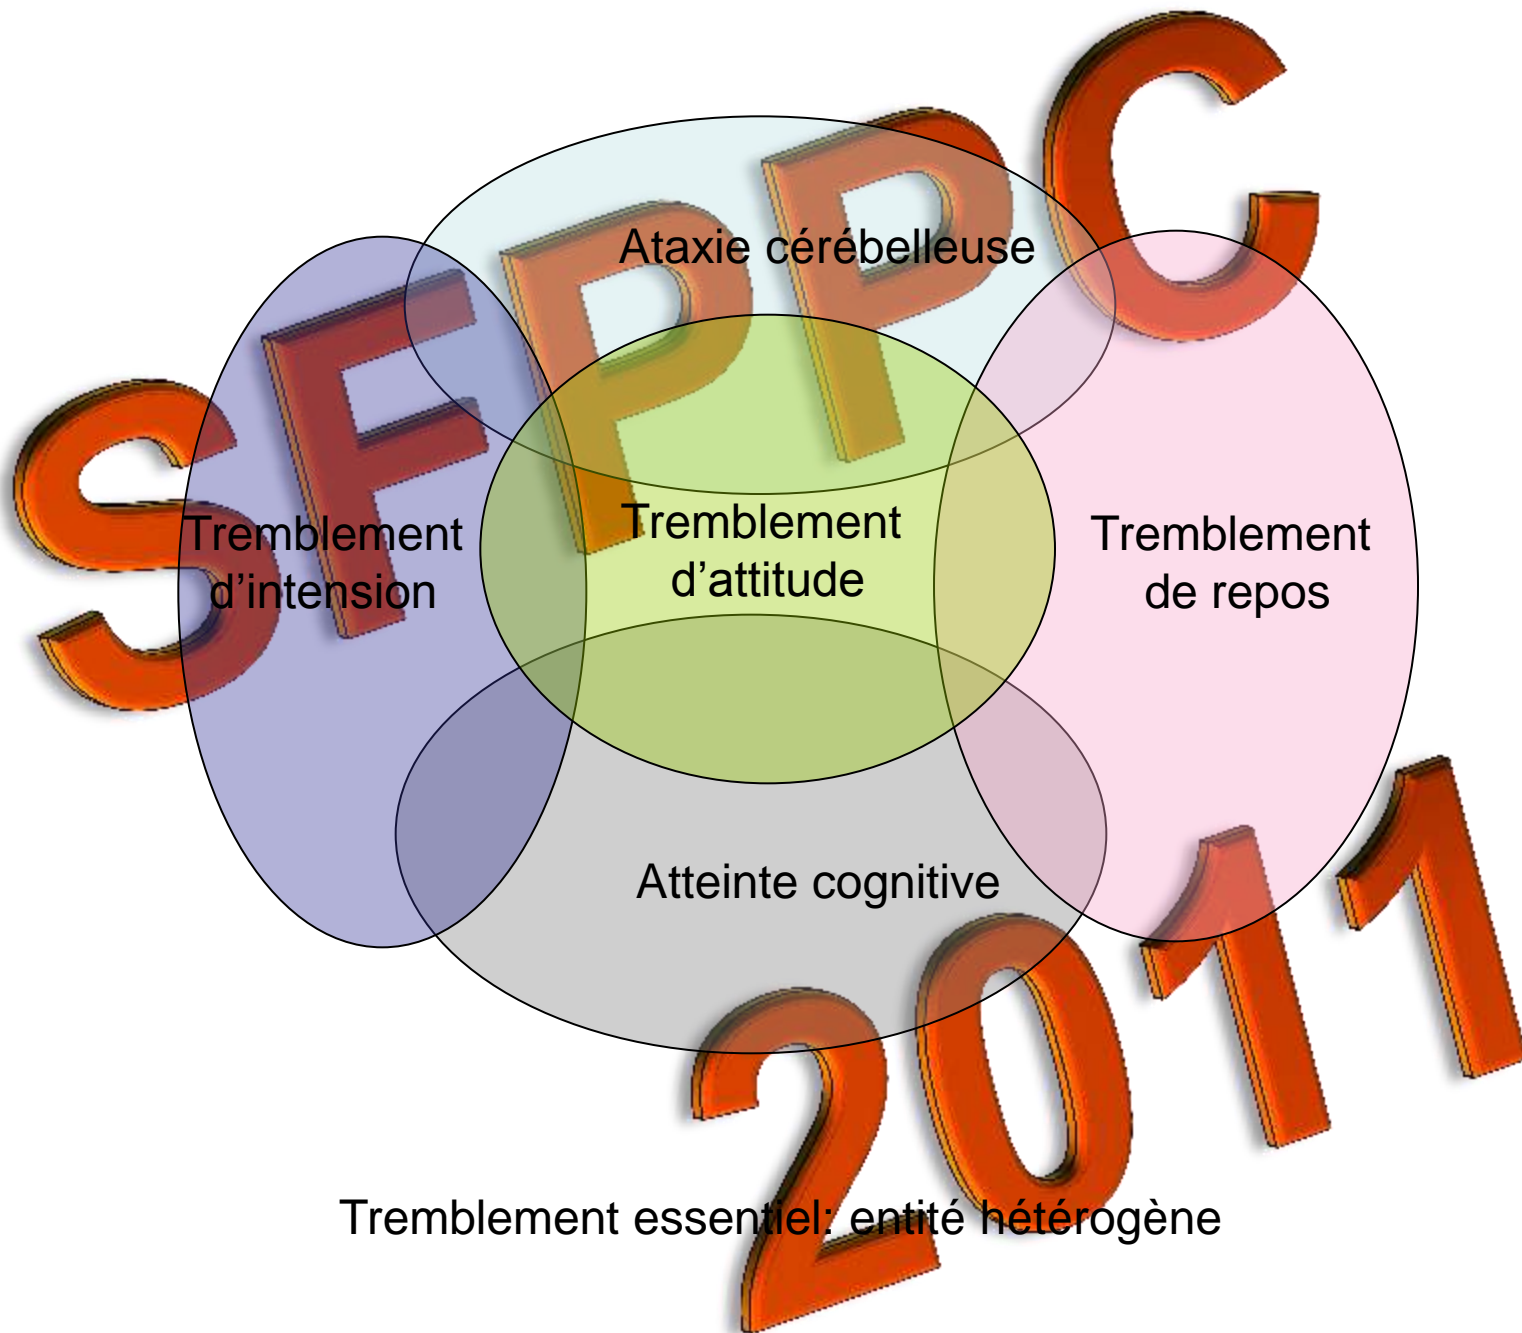 SFPPC
Ataxie cérébelleuse
Tremblement
d’intension
Tremblement
d’attitude
Tremblement
de repos
Atteinte cognitive
2011
Tremblement essentiel: entité hétérogène